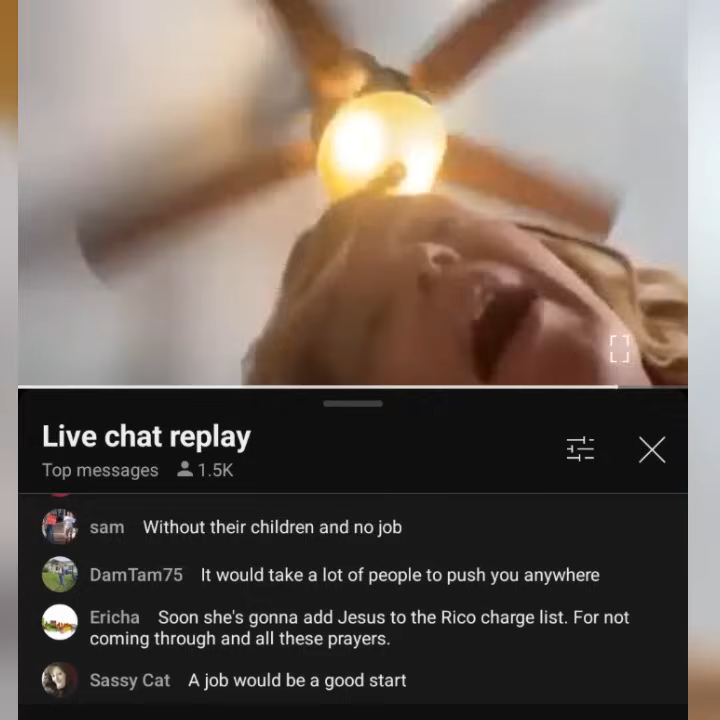 Live chat replay
Top messages 1.5K
sam Without their children and no job
DamTam75 It would take a lot of people to push you anywhere
Ericha Soon she's gonna add Jesus to the Rico charge list. For not
coming through and all these prayers.
Sassy Cat A job would be a good start